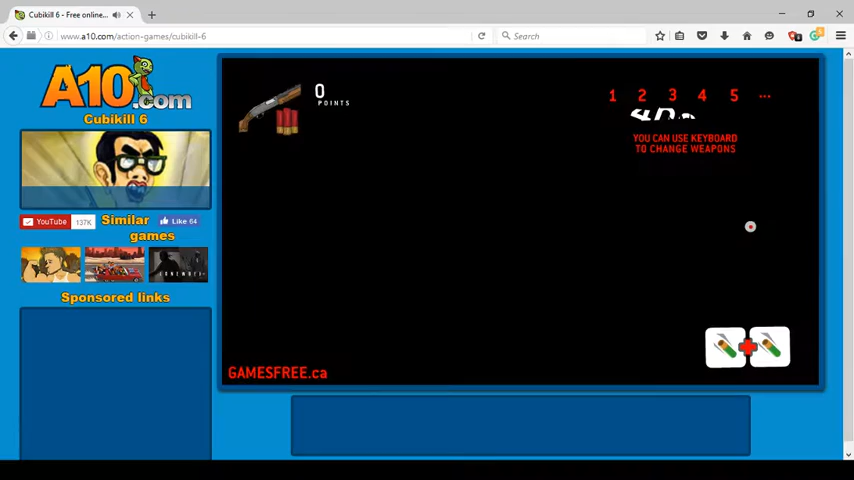 Cubikill 6 - Free online...
www.a10.com/action-games/cubikill-6
Search
A10.com
Cubikill 6
YouTube 137K
Similar games
Like 64
Sponsored links
0
POINTS
1 2 3 4 5 ...
YOU CAN USE KEYBOARD
TO CHANGE WEAPONS
GAMESFREE.ca